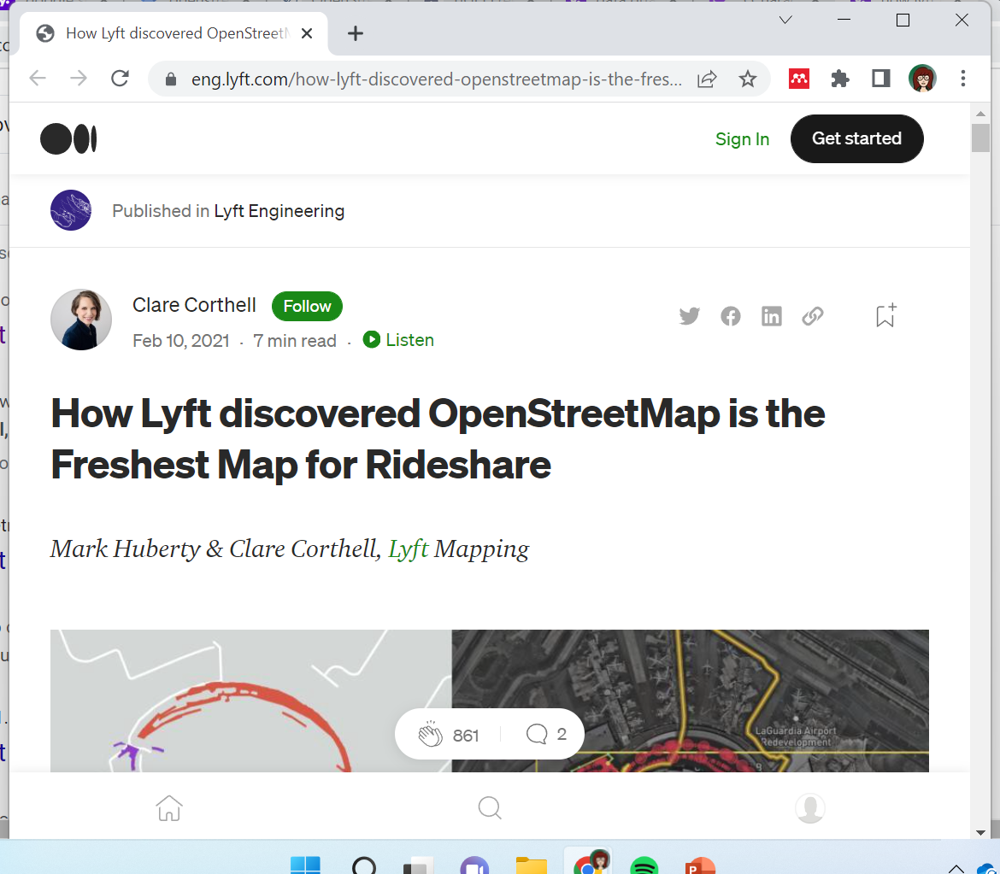 How Lyft discovered OpenStreetM
eng.lyft.com/how-lyft-discovered-openstreetmap-is-the-fres...
Sign In
Get started
Published in Lyft Engineering
Clare Corthell
Follow
Feb 10, 2021 · 7 min read · Listen
How Lyft discovered OpenStreetMap is the
Freshest Map for Rideshare
Mark Huberty & Clare Corthell, Lyft Mapping
LaGuardia Airport
Redevelopment
861
2